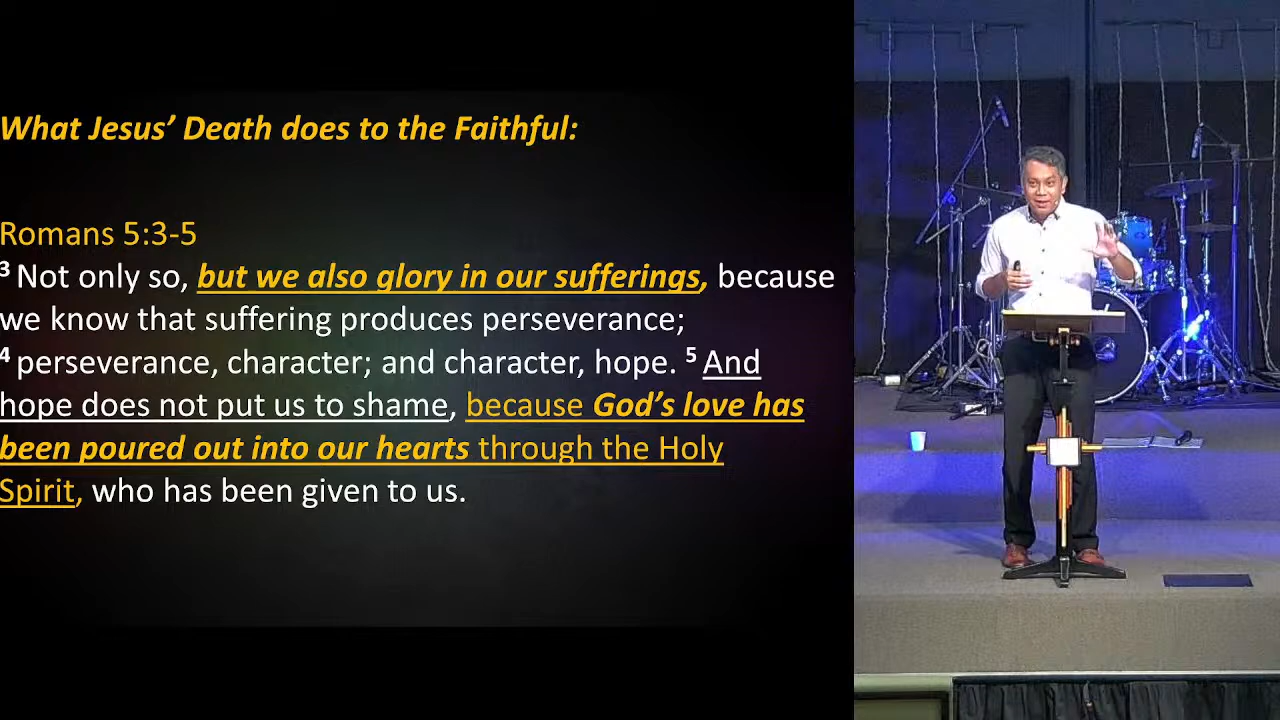 What Jesus’ Death does to the Faithful:
Romans 5:3-5
³ Not only so, but we also glory in our sufferings, because
we know that suffering produces perseverance;
⁴ perseverance, character; and character, hope. ⁵ And
hope does not put us to shame, because God’s love has
been poured out into our hearts through the Holy
Spirit, who has been given to us.